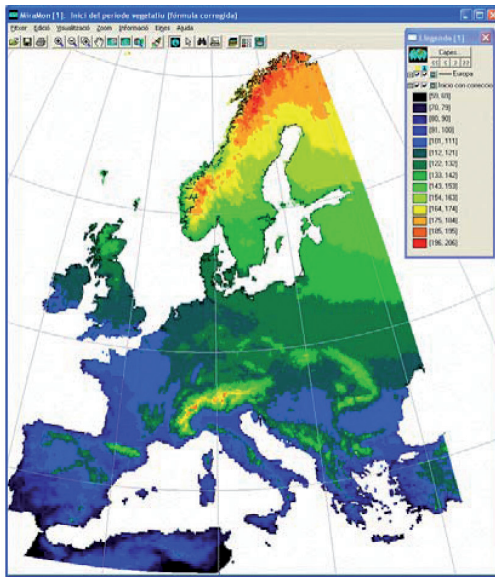 MiraMon [1]: Inici del periode vegetatiu (fórmula corregida)
Fitxer Edició Visualització Zoom Informació Eines Ajuda
Llegenda [1]
Capes...
Europa
Inicio con correcció
[59, 69]
[70, 79]
[80, 90]
[91, 100]
[101, 111]
[112, 121]
[122, 132]
[133, 142]
[143, 153]
[154, 163]
[164, 174]
[175, 184]
[185, 195]
[196, 206]